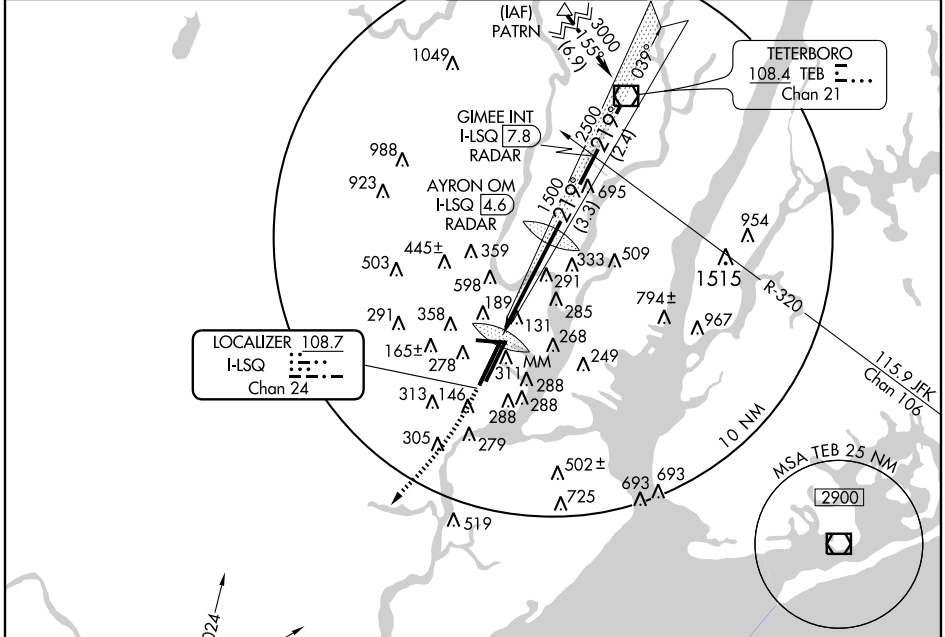 (IAF)
PATRN
3000
155°
(6.9)
039°
TETERBORO
108.4 TEB
Chan 21
1049
GIMEE INT
I-LSQ 7.8
RADAR
N
2500
219°
(2.4)
988
923
AYRON OM
I-LSQ 4.6
RADAR
1500
219°
(3.3)
695
954
1515
445±
359
503
598
333
509
291
R-320
189
285
794±
291
358
131
967
LOCALIZER 108.7
I-LSQ
Chan 24
165±
278
268
MM
311
249
288
115.9 JFK
Chan 106
313
146
288
288
305
279
10 NM
502±
725
693
693
519
MSA TEB 25 NM
2900
024